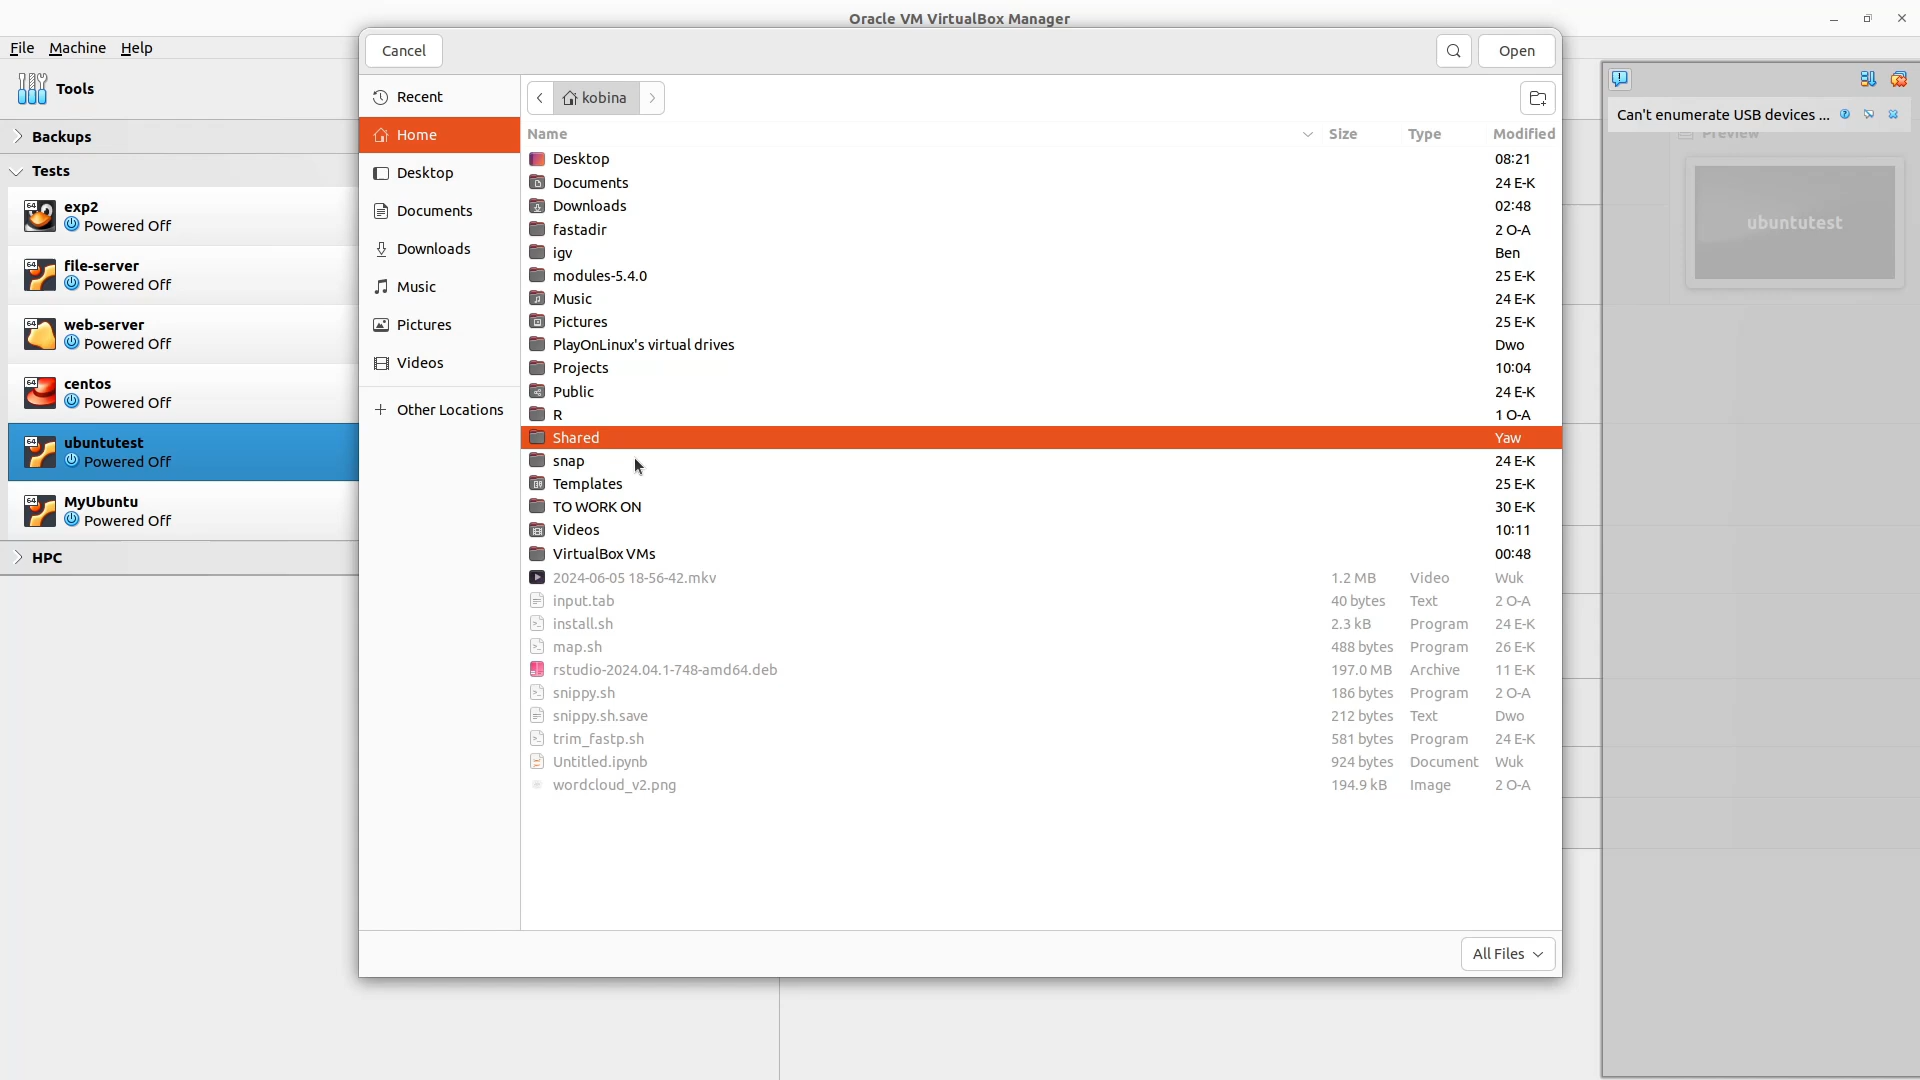 Oracle VM VirtualBox Manager
File Machine Help
Tools
Backups
Tests
exp2
Powered Off
file-server
Powered Off
web-server
Powered Off
centos
Powered Off
ubuntutest
Powered Off
MyUbuntu
Powered Off
HPC
Cancel
Open
Recent
Home
Desktop
Documents
Downloads
Music
Pictures
Videos
Other Locations
kobina
Name Size Type Modified
Desktop 08:21
Documents 24 E-K
Downloads 02:48
fastadir 2 O-A
igv Ben
modules-5.4.0 25 E-K
Music 24 E-K
Pictures 25 E-K
PlayOnLinux's virtual drives Dwo
Projects 10:04
Public 24 E-K
R 1 O-A
Shared Yaw
snap 24 E-K
Templates 25 E-K
TO WORK ON 30 E-K
Videos 10:11
VirtualBox VMs 00:48
2024-06-05 18-56-42.mkv 1.2 MB Video Wuk
input.tab 40 bytes Text 2 O-A
install.sh 2.3 kB Program 24 E-K
map.sh 488 bytes Program 26 E-K
rstudio-2024.04.1-748-amd64.deb 197.0 MB Archive 11 E-K
snippy.sh 186 bytes Program 2 O-A
snippy.sh.save 212 bytes Text Dwo
trim_fastp.sh 581 bytes Program 24 E-K
Untitled.ipynb 924 bytes Document Wuk
wordcloud_v2.png 194.9 kB Image 2 O-A
All Files
Can't enumerate USB devices ...
Preview
ubuntutest